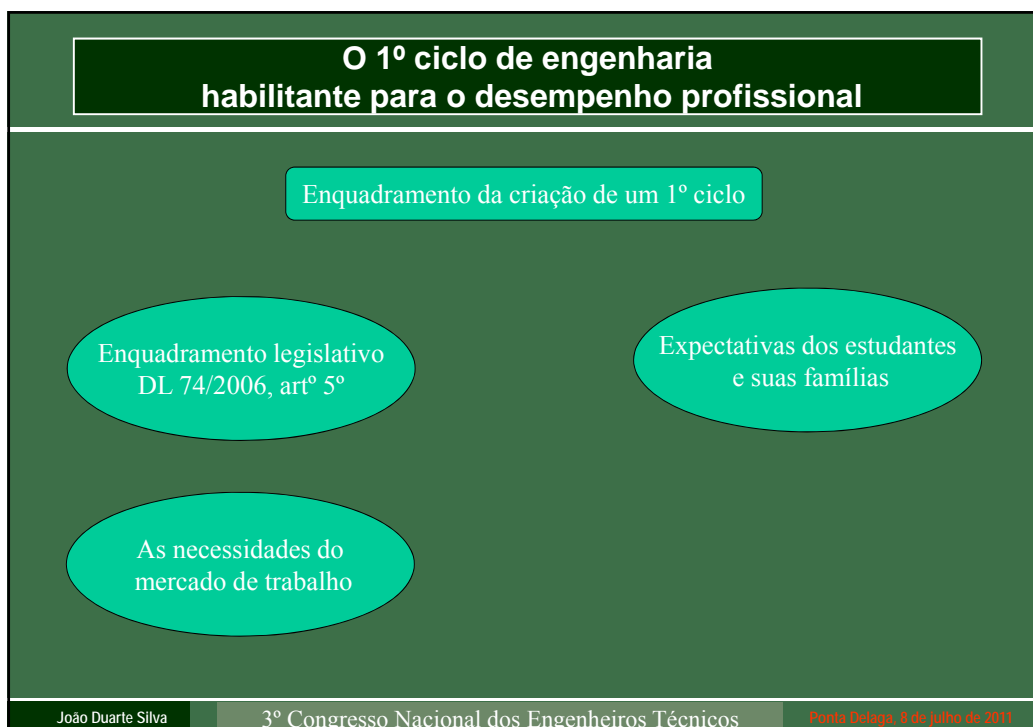 O 1º ciclo de engenharia
habilitante para o desempenho profissional
Enquadramento da criação de um 1º ciclo
Enquadramento legislativo
DL 74/2006, artº 5º
Expectativas dos estudantes
e suas famílias
As necessidades do
mercado de trabalho
João Duarte Silva
3º Congresso Nacional dos Engenheiros Técnicos
Ponta Delaga, 8 de julho de 2011